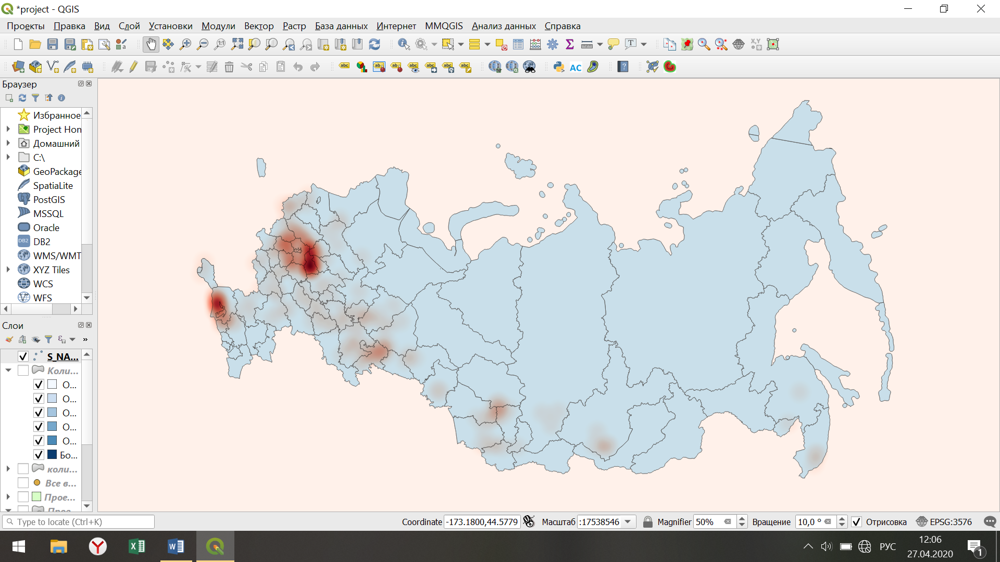 *project - QGIS
Проекты Правка Вид Слой Установки Модули Вектор Растр База данных Интернет MMQGIS Анализ данных Справка
Браузер
Избранное
Project Hom
Домашний
C:\
GeoPackage
SpatiaLite
PostGIS
MSSQL
Oracle
DB2
DB2
WMS/WMT
XYZ Tiles
WCS
WFS
Слои
S_NA...
Коли...
О...
О...
О...
О...
О...
Бо...
коли...
Все в...
Прое...
Прое
Type to locate (Ctrl+K)
Coordinate -173.1800,44.5779 Масштаб :17538546 Magnifier 50% Вращение 10,0 ° Отрисовка EPSG:3576
РУС
12:06
27.04.2020
1